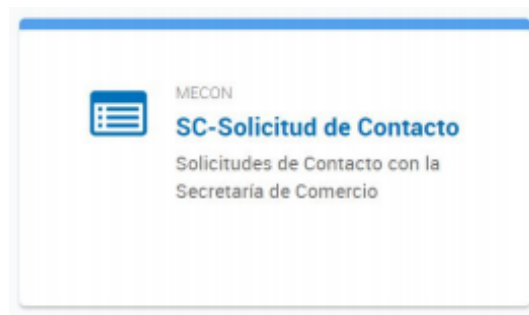 MECON
SC-Solicitud de Contacto
Solicitudes de Contacto con la
Secretaría de Comercio